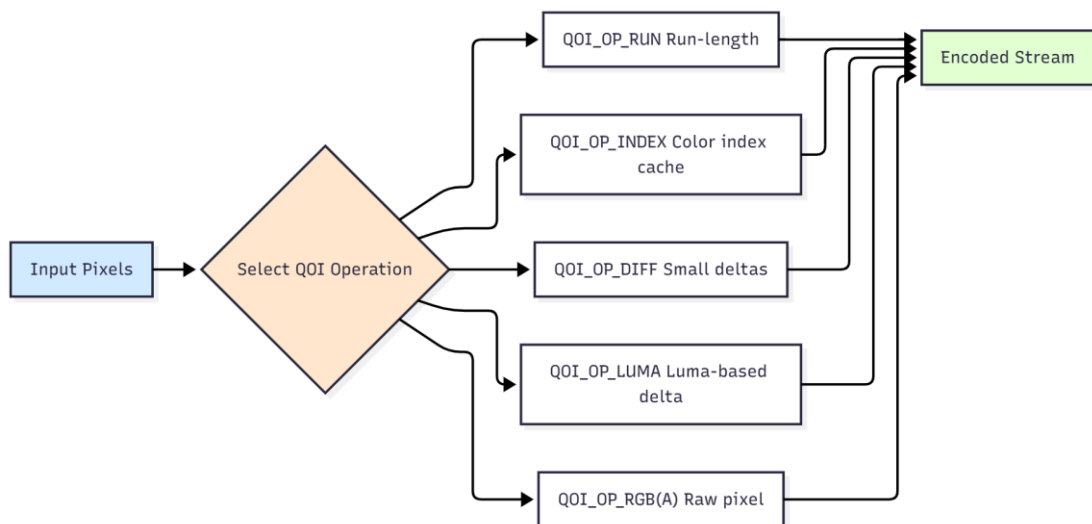 Input Pixels
Select QOI Operation
QOI_OP_RUN Run-length
QOI_OP_INDEX Color index
cache
QOI_OP_DIFF Small deltas
QOI_OP_LUMA Luma-based
delta
QOI_OP_RGB(A) Raw pixel
Encoded Stream